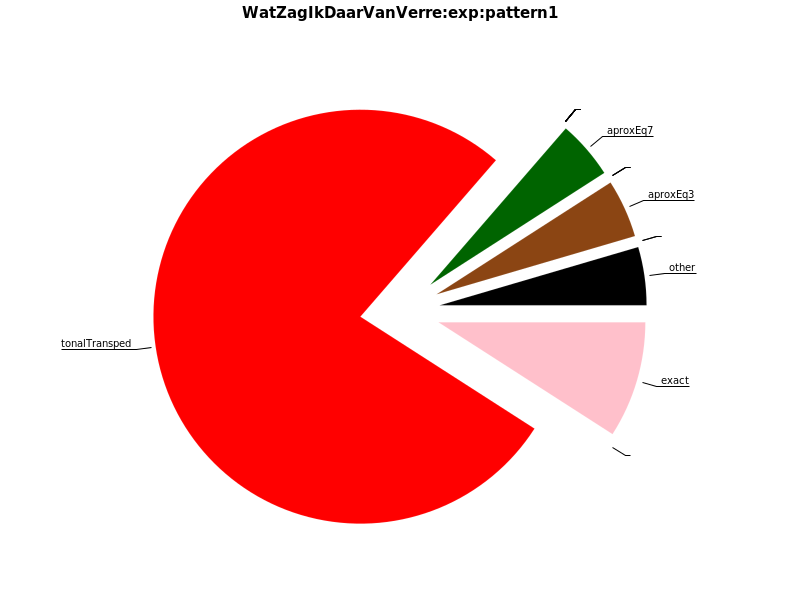 WatZagIkDaarVanVerre:exp:pattern1
aproxEq7
aproxEq3
other
tonalTransped
exact